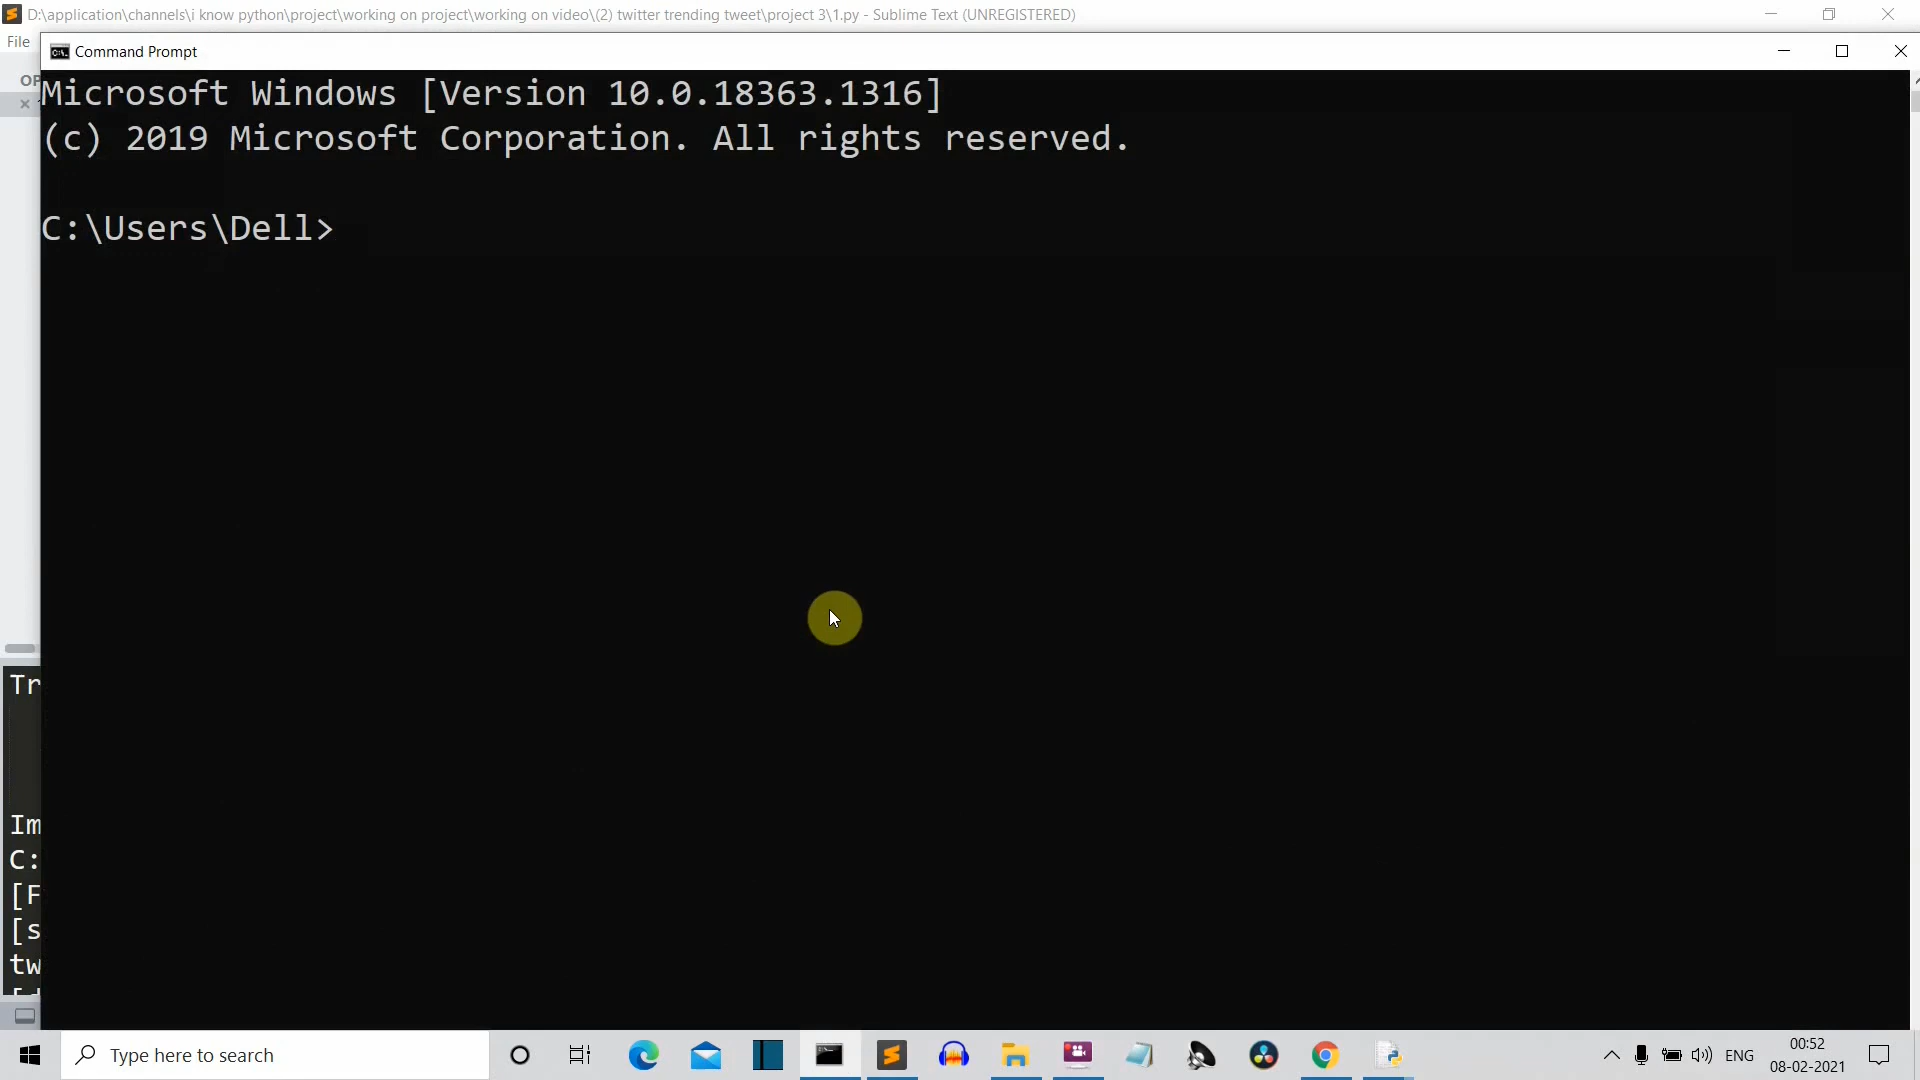 D:\application\channels\i know python\project\working on project\working on video\(2) twitter trending tweet\project 3\1.py - Sublime Text (UNREGISTERED)
File
Command Prompt
OP
Microsoft Windows [Version 10.0.18363.1316]
(c) 2019 Microsoft Corporation. All rights reserved.
C:\Users\Dell>
Tr
Im
C:
[F
[s
tw
Type here to search
ENG
00:52
08-02-2021